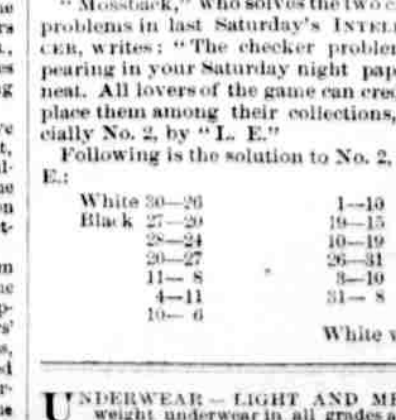 "Mossback," who solves the two c
problems in last Saturday's INTEL
CER, writes: "The checker proble
pearing in your Saturday night pap
neat. All lovers of the game can cre
place them among their collections,
cially No. 2, by "L. E."
Following is the solution to No. 2,
E.:
White 30—26 1—10
Black 27—20 19—15
28—24 10—19
20—27 26—31
11— 8 3—10
4—11 31— 8
10— 6
White
UNDERWEAR — LIGHT AND ME
weight underwear in all grades a